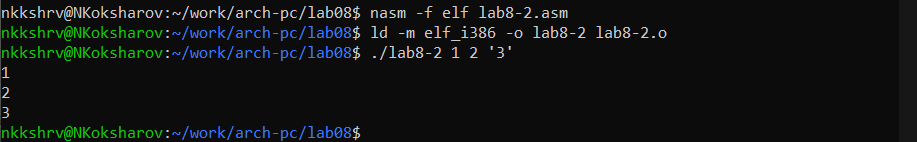 nkkshrv@NKoksharov:~/work/arch-pc/lab08$ nasm -f elf lab8-2.asm
nkkshrv@NKoksharov:~/work/arch-pc/lab08$ ld -m elf_i386 -o lab8-2 lab8-2.o
nkkshrv@NKoksharov:~/work/arch-pc/lab08$ ./lab8-2 1 2 '3'
1
2
3
nkkshrv@NKoksharov:~/work/arch-pc/lab08$